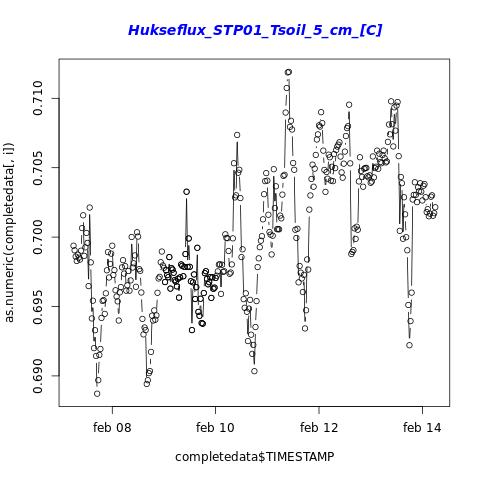 Hukseflux_STP01_Tsoil_5_cm_[C]
as.numeric(completedata[, i])
0.710
0.705
0.700
0.695
0.690
feb 08 feb 10 feb 12 feb 14
completedata$TIMESTAMP